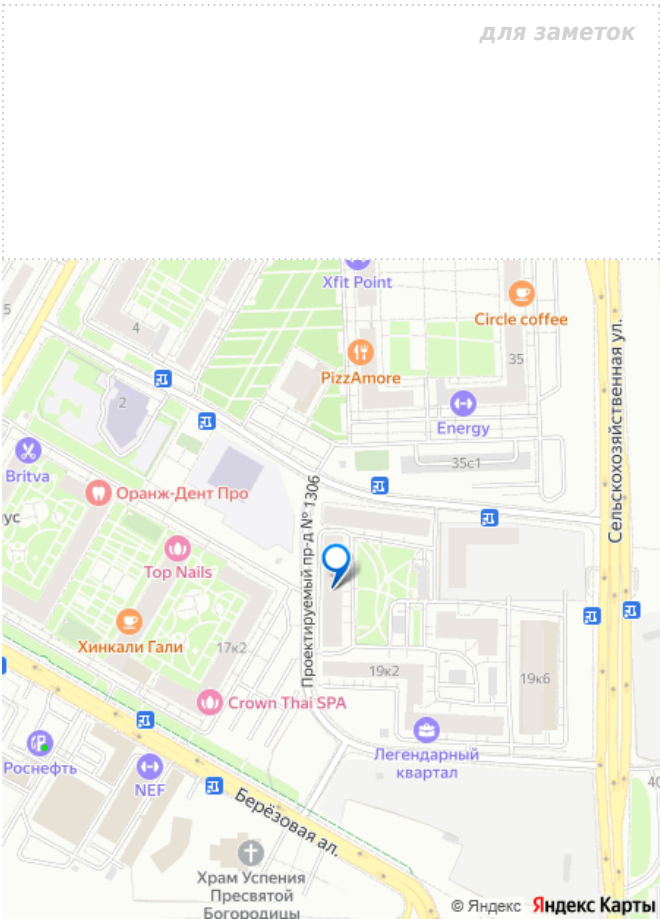 для заметок
Xfit Point
Circle coffee
5
4
PizzAmore
35
Сельскохозяйственная ул.
2
Energy
Britva
35с1
Оранж-Дент Про
ус
Проектируемый пр-д № 1306
Top Nails
Хинкали Гали
17к2
19к2
19к6
Crown Thai SPA
Легендарный
квартал
Роснефть
NEF
40
Берёзовая ал.
Храм Успения
Пресвятой
Богородицы
© Яндекс Яндекс Карты